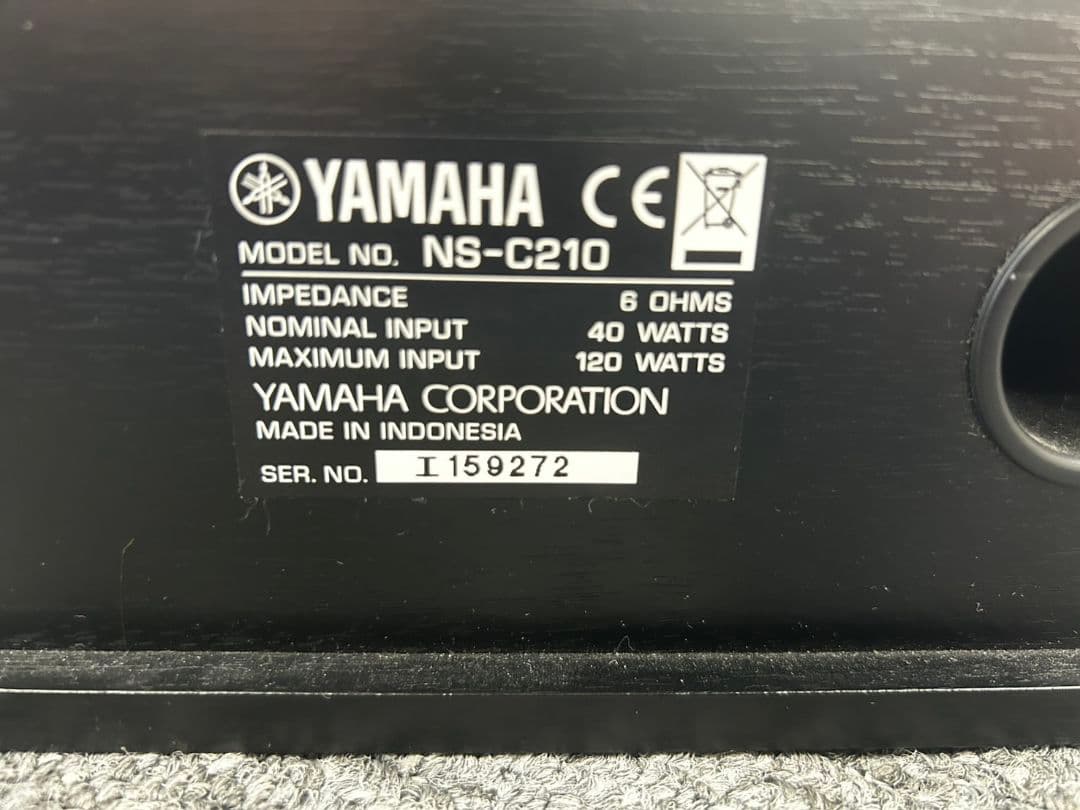 YAMAHA CE
MODEL NO. NS-C210
IMPEDANCE 6 OHMS
NOMINAL INPUT 40 WATTS
MAXIMUM INPUT 120 WATTS
YAMAHA CORPORATION
MADE IN INDONESIA
SER. NO. I159272